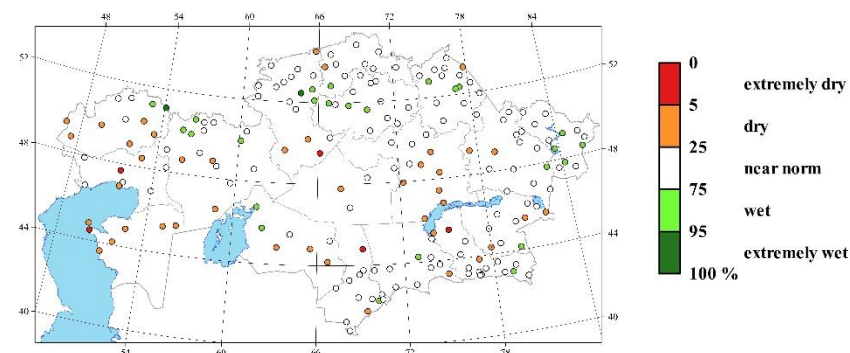 48 54 60 66 72 78 84
52 52
48 48
44 44
40 40
54 60 66 72 78
0
extremely dry
5
dry
25
near norm
75
wet
95
extremely wet
100 %